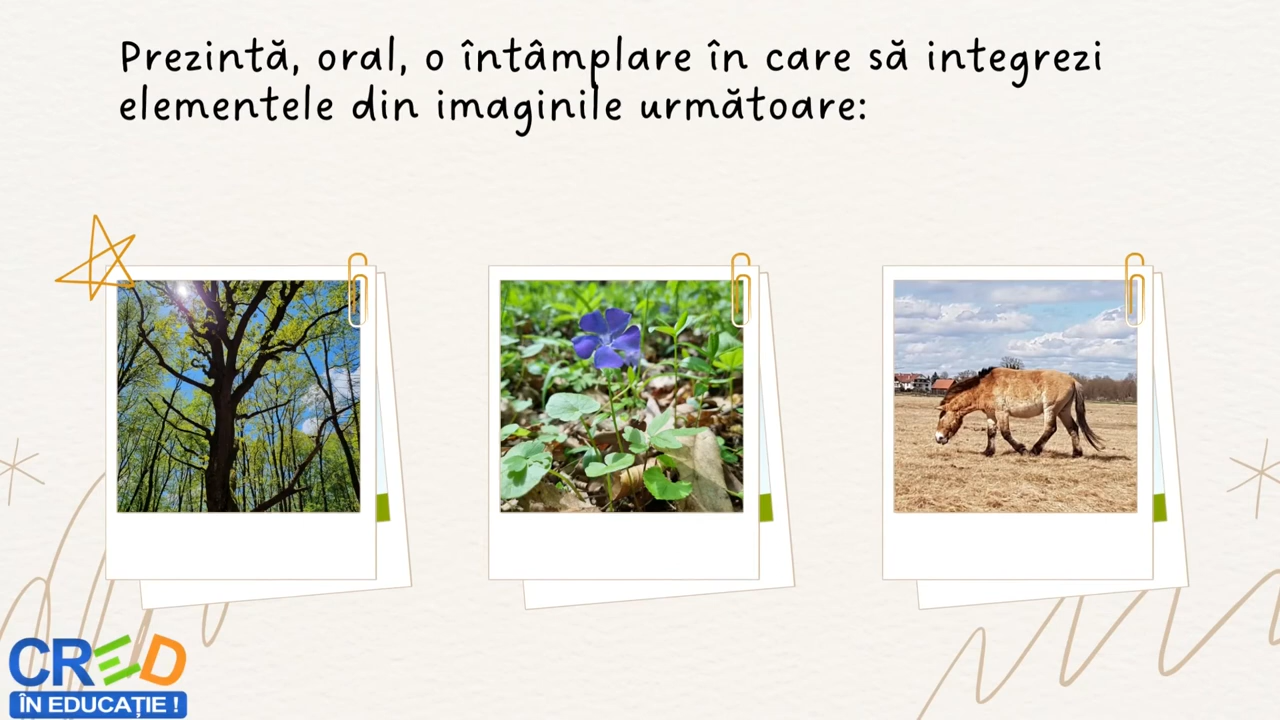 Prezintă, oral, o întâmplare în care să integrezi
elementele din imaginile următoare:
CRED
ÎN EDUCAȚIE !